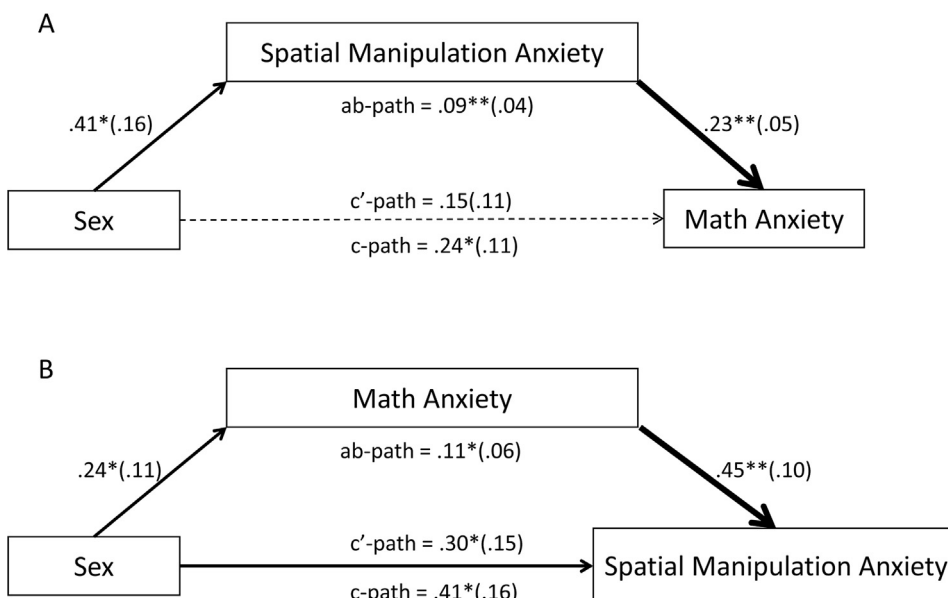 A
Spatial Manipulation Anxiety
ab-path = .09**(.04)
.41*(.16)
.23**(.05)
c’-path = .15(.11)
Sex
Math Anxiety
c-path = .24*(.11)
B
Math Anxiety
ab-path = .11*(.06)
.24*(.11)
.45**(.10)
c’-path = .30*(.15)
Sex
Spatial Manipulation Anxiety
c-path = .41*(.16)